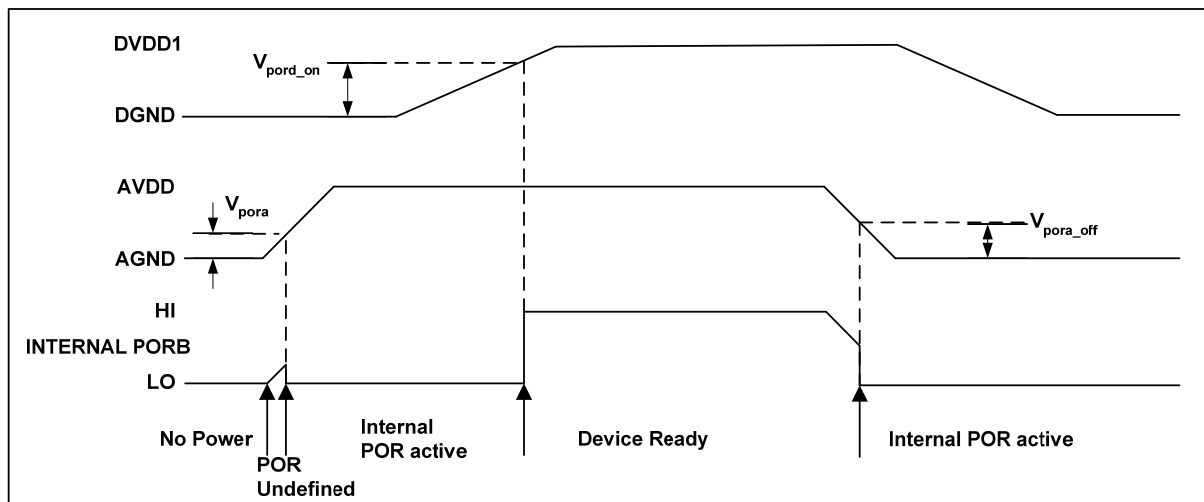 DVDD1
Vpord_on
DGND
AVDD
Vpora
Vpora_off
AGND
HI
INTERNAL PORB
LO
No Power
POR
Undefined
Internal
POR active
Device Ready
Internal POR active